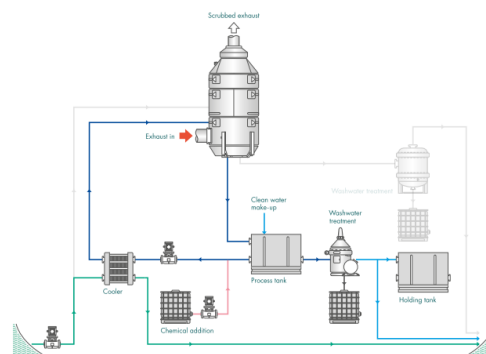 Scrubbed exhaust
Exhaust in
Washwater treatment
Clean water
make-up
Washwater
treatment
Process tank
Cooler
Holding tank
Chemical addition